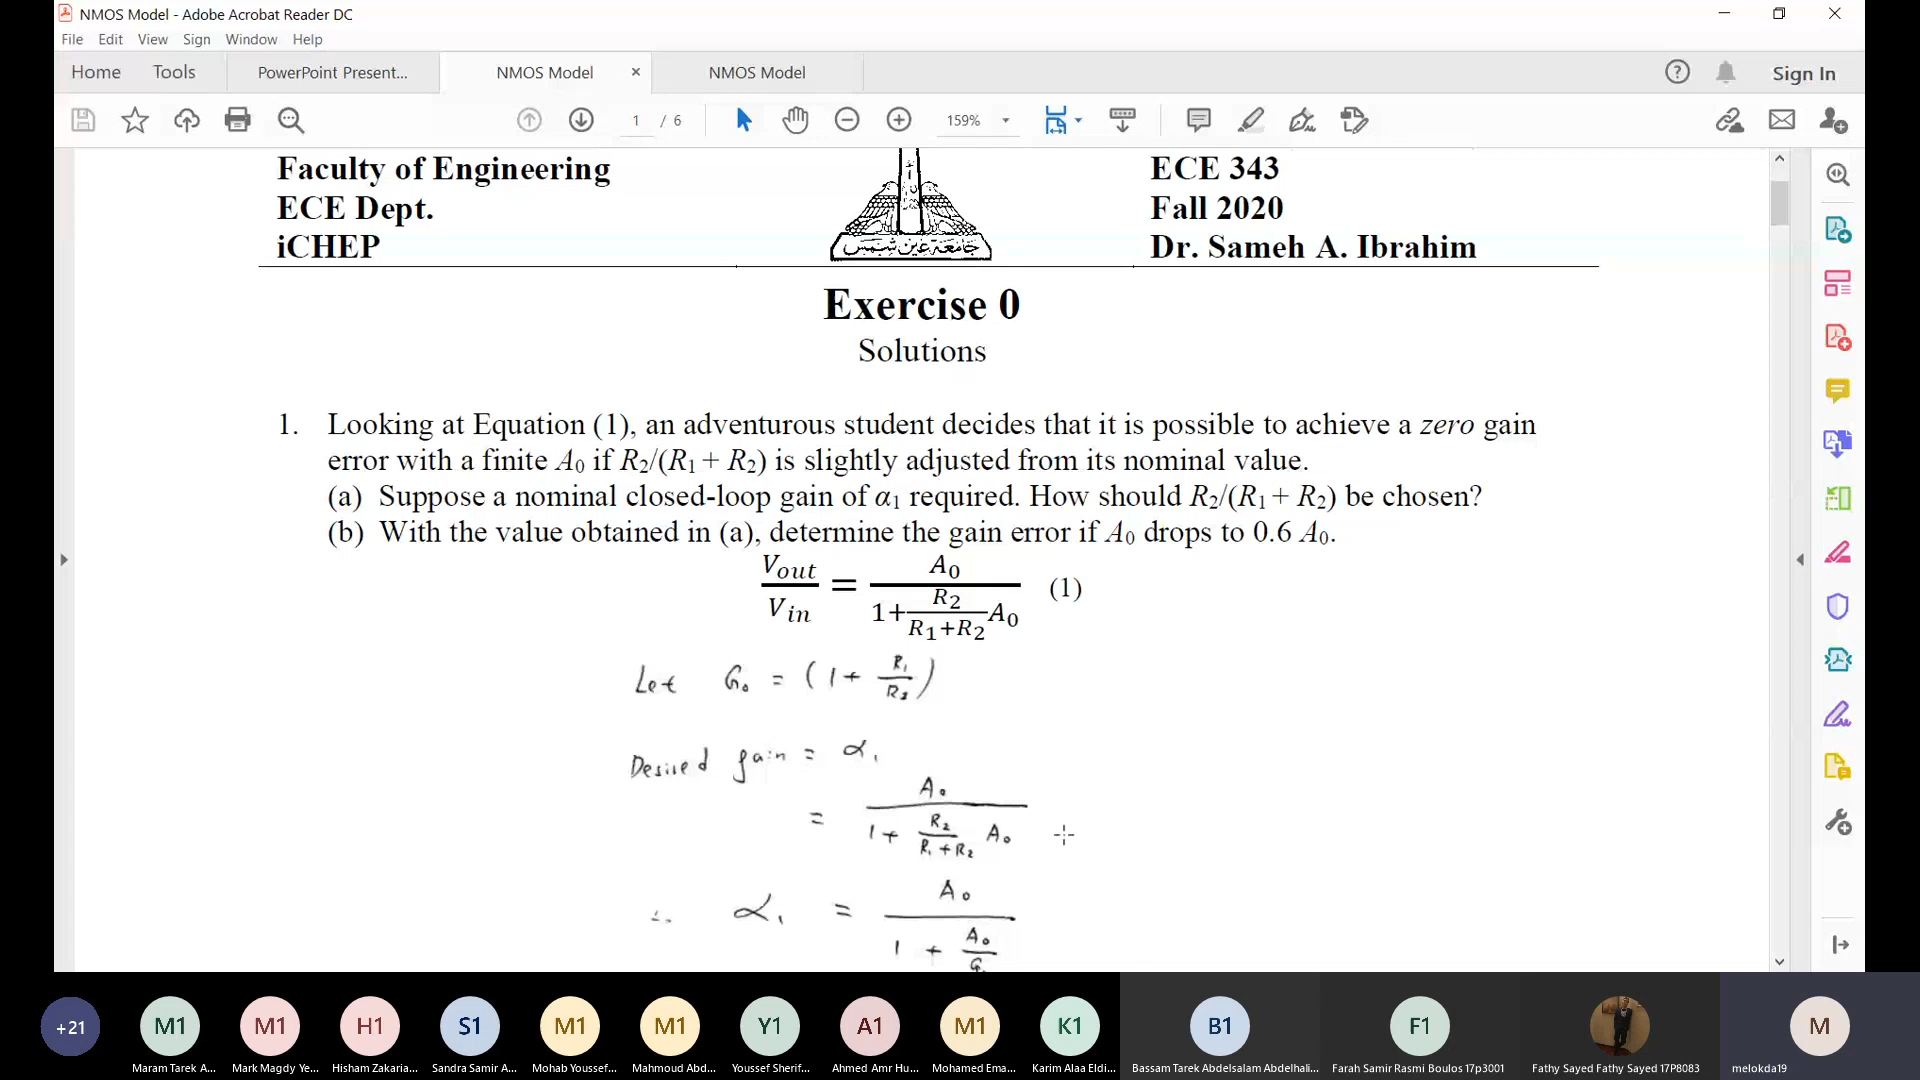 NMOS Model - Adobe Acrobat Reader DC
File Edit View Sign Window Help
Home Tools PowerPoint Present... NMOS Model × NMOS Model Sign In
1 / 6 159%
Faculty of Engineering
ECE Dept.
iCHEP
جامعة عين شمس
ECE 343
Fall 2020
Dr. Sameh A. Ibrahim
Exercise 0
Solutions
1. Looking at Equation (1), an adventurous student decides that it is possible to achieve a zero gain
error with a finite A₀ if R₂/(R₁ + R₂) is slightly adjusted from its nominal value.
(a) Suppose a nominal closed-loop gain of α₁ required. How should R₂/(R₁ + R₂) be chosen?
(b) With the value obtained in (a), determine the gain error if A₀ drops to 0.6 A₀.
Vout/Vin = A₀/(1+R₂/(R₁+R₂)A₀) (1)
Let G₀ = (1 + R₁/R₂)
Desired gain = α₁
= A₀/(1 + R₂/(R₁+R₂) A₀)
∴ α₁ = A₀/(1 + A₀/G
+21 M1 M1 H1 S1 M1 M1 Y1 A1 M1 K1 B1 F1 M
Maram Tarek A... Mark Magdy Ye... Hisham Zakaria... Sandra Samir A... Mohab Youssef... Mahmoud Abd... Youssef Sherif... Ahmed Amr Hu... Mohamed Ema... Karim Alaa Eldi... Bassam Tarek Abdelsalam Abdelhali... Farah Samir Rasmi Boulos 17p3001 Fathy Sayed Fathy Sayed 17P8083 melokda19